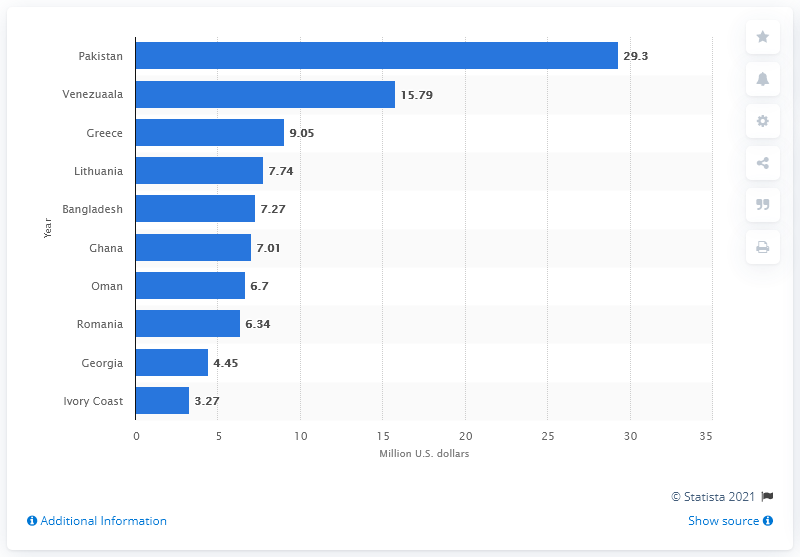 Pakistan 29.3
Venezuaala 15.79
Greece 9.05
Lithuania 7.74
Bangladesh 7.27
Ghana 7.01
Oman 6.7
Romania 6.34
Georgia 4.45
Ivory Coast 3.27
Year
0 5 10 15 20 25 30 35
Million U.S. dollars
© Statista 2021
Additional Information
Show source